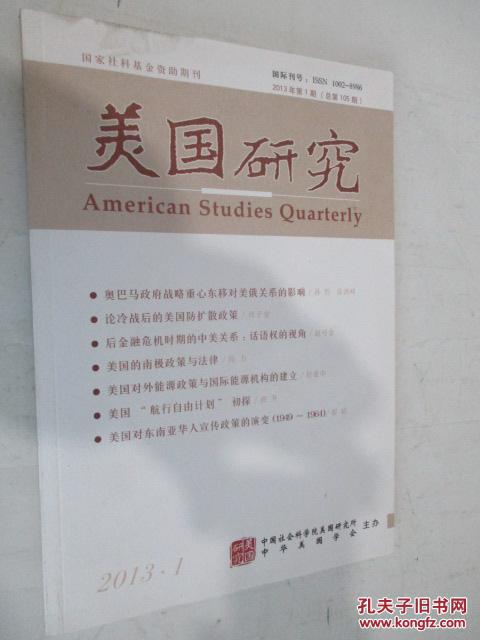 国家社科基金资助期刊
国际刊号：ISSN 1002-8986
2013年第1期（总第105期）
美国研究
American Studies Quarterly
● 奥巴马政府战略重心东移对美俄关系的影响 /
● 论冷战后的美国防扩散政策 /
● 后金融危机时期的中美关系：话语权的视角 /
● 美国的南极政策与法律 /
● 美国对外能源政策与国际能源机构的建立 /
● 美国“航行自由计划”初探 /
● 美国对东南亚华人宣传政策的演变 (1949～1964) /
美国研究
中国社会科学院美国研究所
中华美国学会
主办
2013·1
孔夫子旧书网